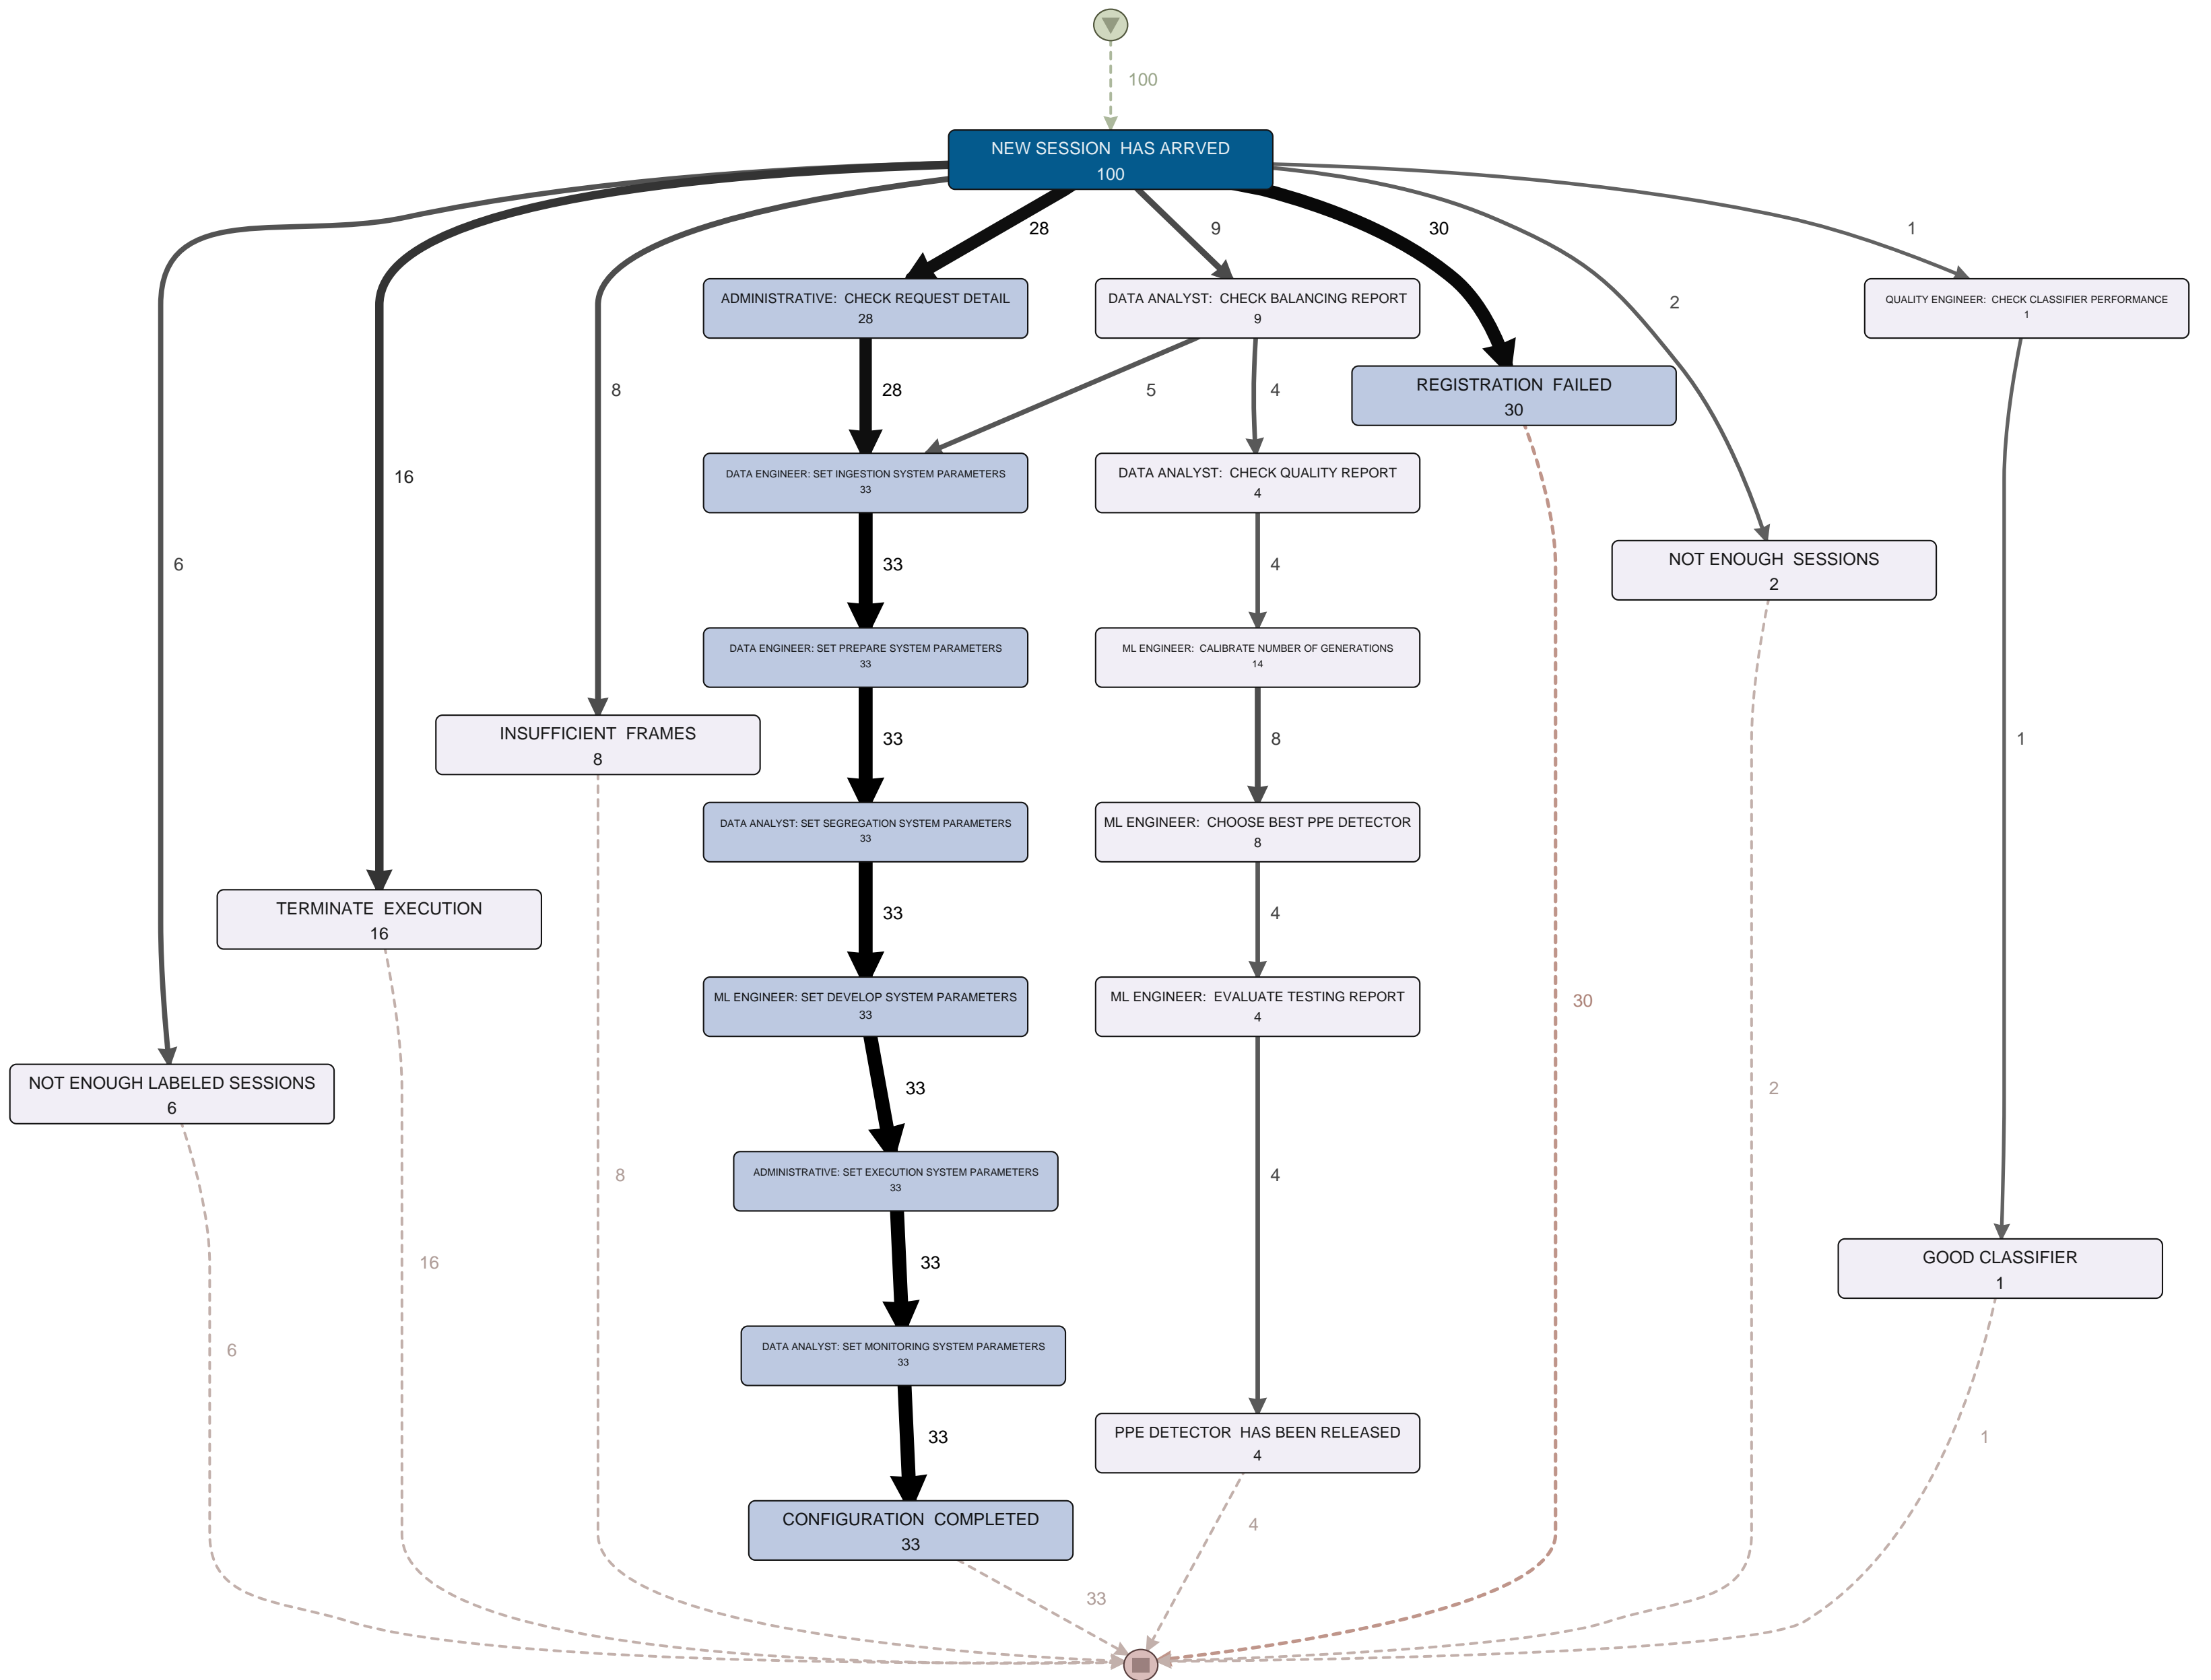 100
NEW SESSION  HAS ARRVED
100
28
9
30
1
2
ADMINISTRATIVE:  CHECK REQUEST DETAIL
28
DATA ANALYST:  CHECK BALANCING REPORT
9
QUALITY ENGINEER:  CHECK CLASSIFIER PERFORMANCE
1
REGISTRATION  FAILED
30
8
28
5
4
16
DATA ENGINEER: SET INGESTION SYSTEM PARAMETERS
33
DATA ANALYST:  CHECK QUALITY REPORT
4
6
33
4
NOT ENOUGH  SESSIONS
2
DATA ENGINEER: SET PREPARE SYSTEM PARAMETERS
33
ML ENGINEER:  CALIBRATE NUMBER OF GENERATIONS
14
INSUFFICIENT  FRAMES
8
33
8
1
DATA ANALYST: SET SEGREGATION SYSTEM PARAMETERS
33
ML ENGINEER:  CHOOSE BEST PPE DETECTOR
8
TERMINATE  EXECUTION
16
33
4
ML ENGINEER: SET DEVELOP SYSTEM PARAMETERS
33
ML ENGINEER:  EVALUATE TESTING REPORT
4
30
NOT ENOUGH LABELED SESSIONS
6
33
2
8
ADMINISTRATIVE: SET EXECUTION SYSTEM PARAMETERS
33
4
16
33
GOOD CLASSIFIER
1
6
DATA ANALYST: SET MONITORING SYSTEM PARAMETERS
33
33
PPE DETECTOR  HAS BEEN RELEASED
4
1
CONFIGURATION  COMPLETED
33
4
33